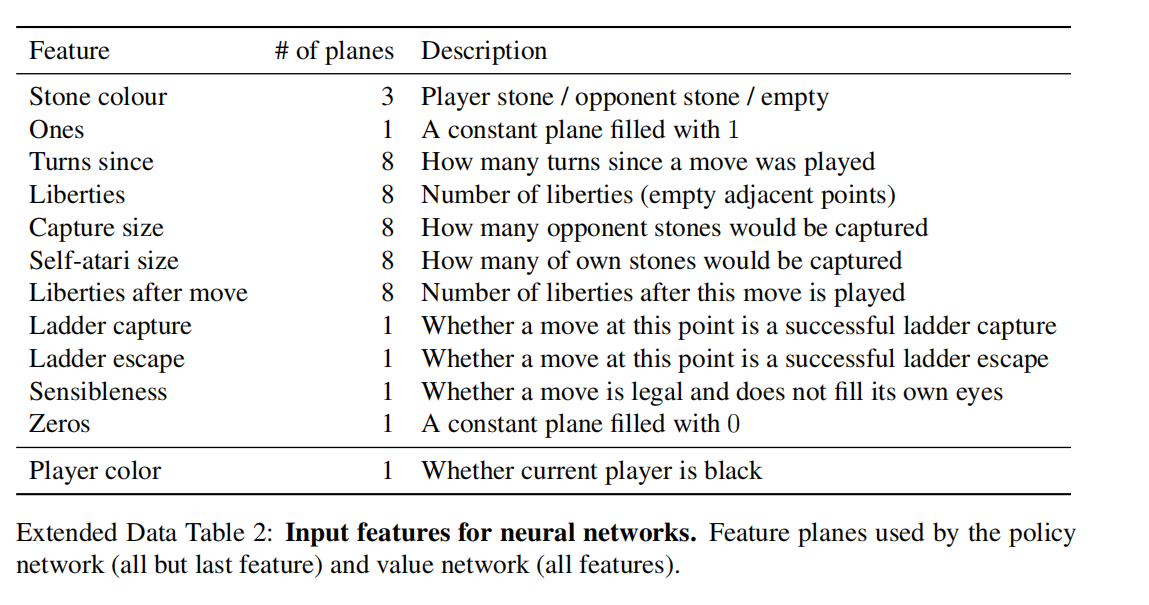 Feature # of planes Description
Stone colour 3 Player stone / opponent stone / empty
Ones 1 A constant plane filled with 1
Turns since 8 How many turns since a move was played
Liberties 8 Number of liberties (empty adjacent points)
Capture size 8 How many opponent stones would be captured
Self-atari size 8 How many of own stones would be captured
Liberties after move 8 Number of liberties after this move is played
Ladder capture 1 Whether a move at this point is a successful ladder capture
Ladder escape 1 Whether a move at this point is a successful ladder escape
Sensibleness 1 Whether a move is legal and does not fill its own eyes
Zeros 1 A constant plane filled with 0
Player color 1 Whether current player is black
Extended Data Table 2: Input features for neural networks. Feature planes used by the policy
network (all but last feature) and value network (all features).